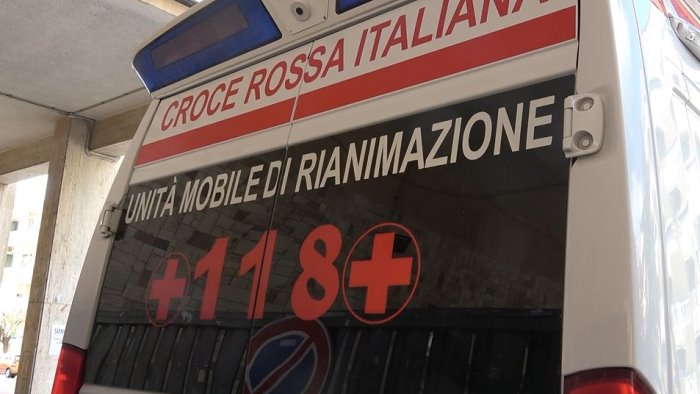 CROCE ROSSA ITALIANA
UNITÀ MOBILE DI RIANIMAZIONE
118